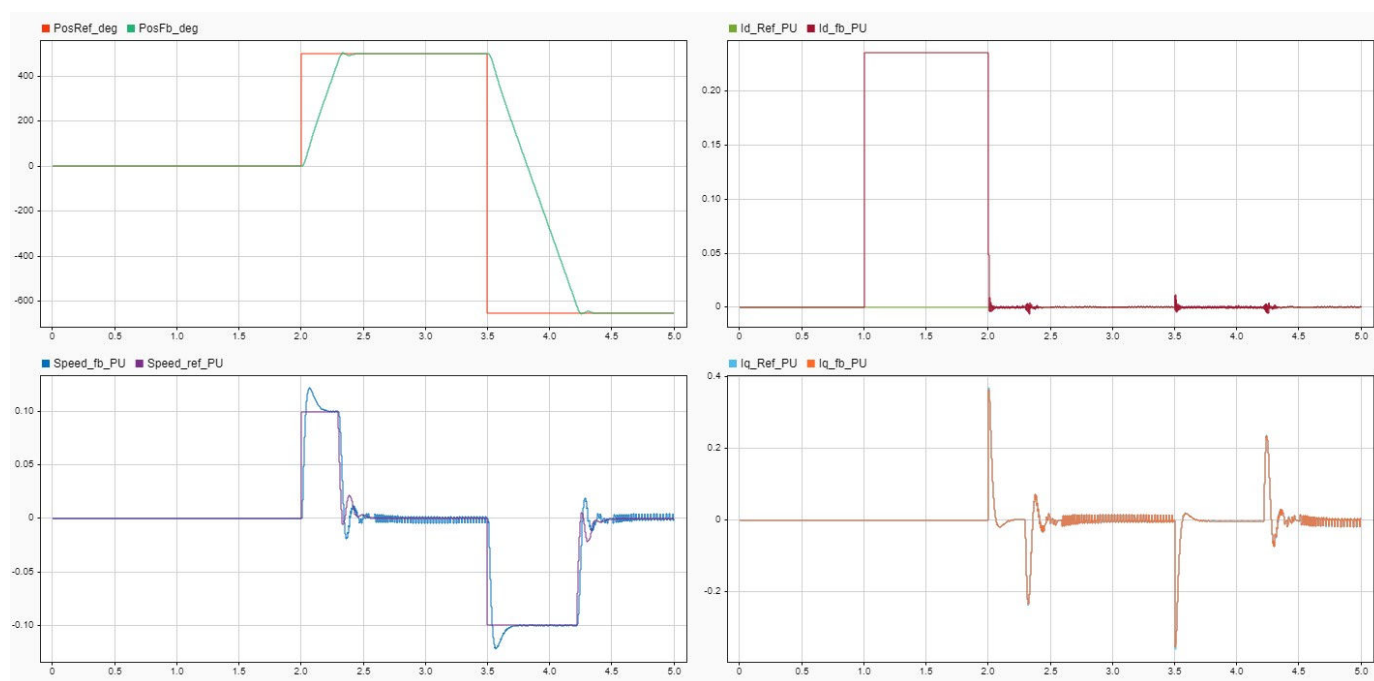 PosRef_deg PosFb_deg
400
200
0
-200
-400
-600
0 0.5 1.0 1.5 2.0 2.5 3.0 3.5 4.0 4.5 5.0
Id_Ref_PU Id_fb_PU
0.20
0.15
0.10
0.05
0
0 0.5 1.0 1.5 2.0 2.5 3.0 3.5 4.0 4.5 5.0
Speed_fb_PU Speed_ref_PU
0.10
0.05
0
-0.05
-0.10
0 0.5 1.0 1.5 2.0 2.5 3.0 3.5 4.0 4.5 5.0
Iq_Ref_PU Iq_fb_PU
0.4
0.2
0
-0.2
0 0.5 1.0 1.5 2.0 2.5 3.0 3.5 4.0 4.5 5.0